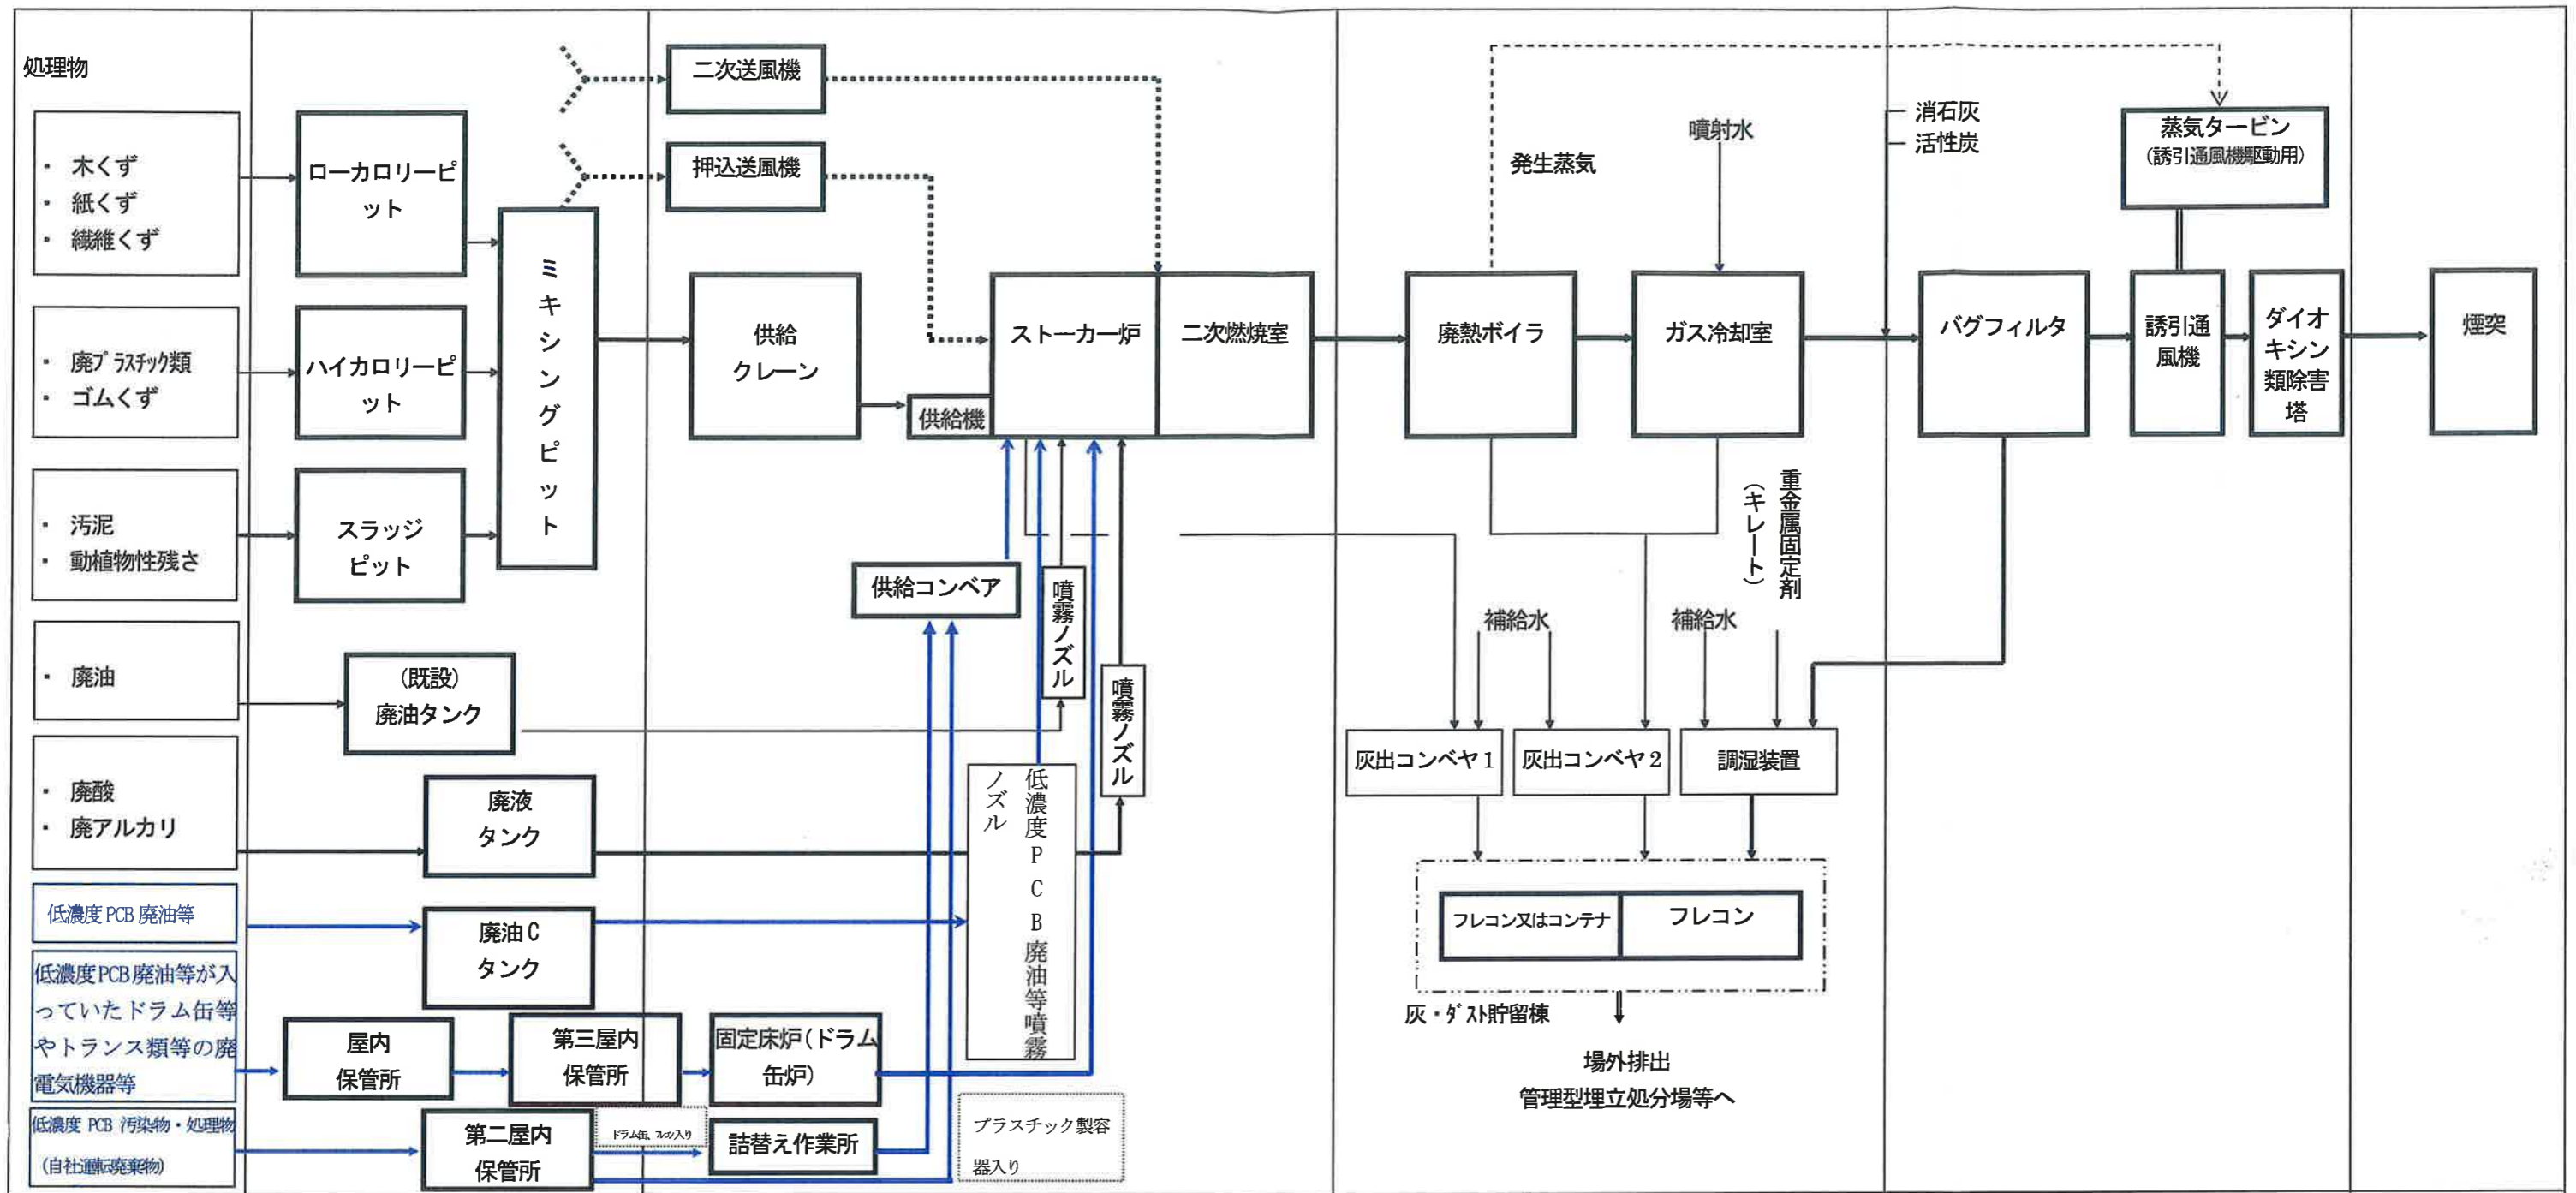 処理物
・ 木くず
・ 紙くず
・ 繊維くず
・ 廃プラスチック類
・ ゴムくず
・ 汚泥
・ 動植物性残さ
・ 廃油
・ 廃酸
・ 廃アルカリ
低濃度 PCB 廃油等
低濃度PCB廃油等が入
っていたドラム缶等
やトランス類等の廃
電気機器等
低濃度 PCB 汚染物・処理物
(自社運転廃棄物)
ローカロリーピ
ット
ハイカロリーピ
ット
スラッジ
ピット
(既設)
廃油タンク
廃液
タンク
廃油C
タンク
屋内
保管所
第三屋内
保管所
第二屋内
保管所
ミキシングピット
二次送風機
押込送風機
供給
クレーン
供給機
ストーカー炉
二次燃焼室
供給コンベア
噴霧ノズル
噴霧ノズル
低濃度PCB廃油等噴霧
ノズル
固定床炉(ドラム
缶炉)
ドラム缶、フレコン入り
詰替え作業所
プラスチック製容
器入り
発生蒸気
噴射水
廃熱ボイラ
ガス冷却室
重金属固定剤
(キレート)
補給水
補給水
灰出コンベヤ1
灰出コンベヤ2
調湿装置
フレコン又はコンテナ
フレコン
灰・ダスト貯留棟
場外排出
管理型埋立処分場等へ
消石灰
活性炭
蒸気タービン
(誘引通風機駆動用)
バグフィルタ
誘引通
風機
ダイオ
キシン
類除害
塔
煙突